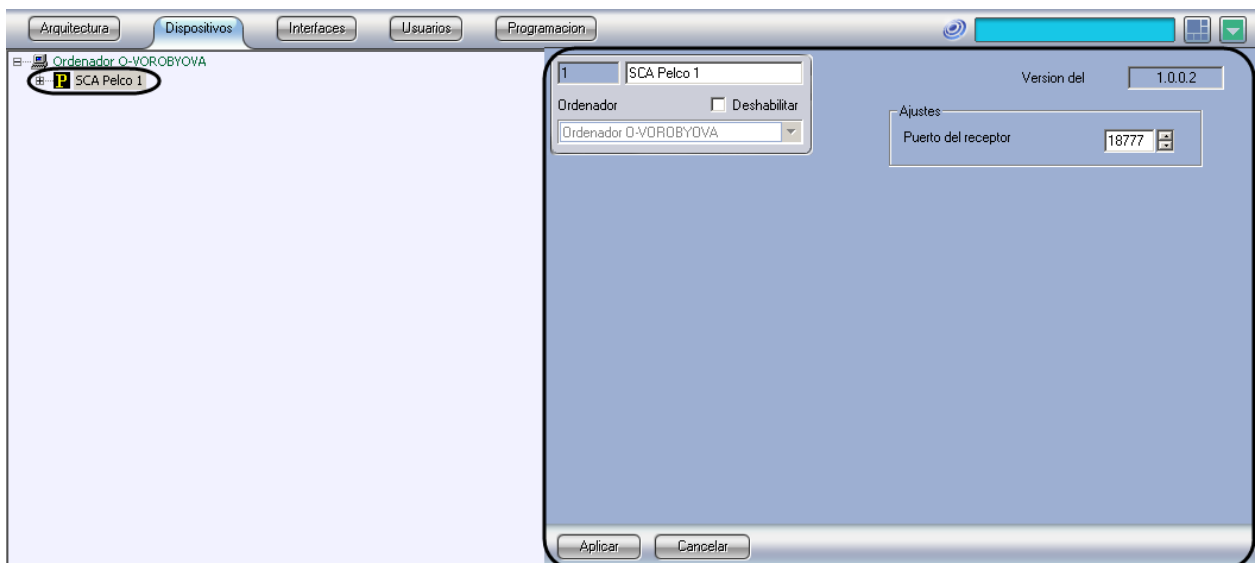 Arquitectura Dispositivos Interfaces Usuarios Programacion
Ordenador O-VOROBYOVA
P SCA Pelco 1
1 SCA Pelco 1
Ordenador Deshabilitar
Ordenador O-VOROBYOVA
Version del 1.0.0.2
Ajustes
Puerto del receptor 18777
Aplicar Cancelar